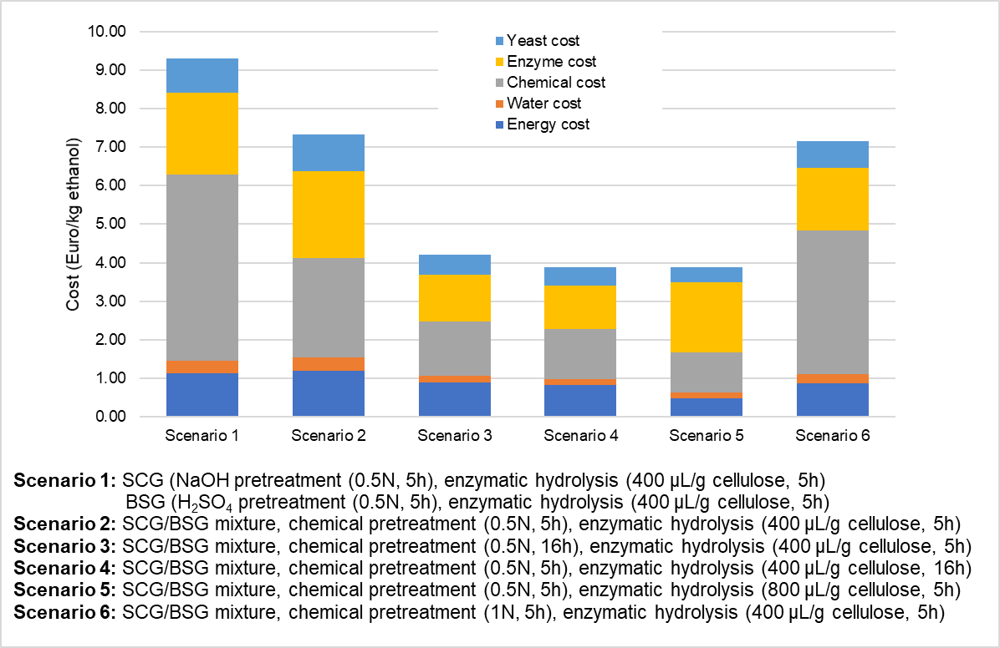 10.00
9.00
8.00
7.00
6.00
5.00
4.00
3.00
2.00
1.00
0.00
Cost (Euro/kg ethanol)
Yeast cost
Enzyme cost
Chemical cost
Water cost
Energy cost
Scenario 1 Scenario 2 Scenario 3 Scenario 4 Scenario 5 Scenario 6
Scenario 1: SCG (NaOH pretreatment (0.5N, 5h), enzymatic hydrolysis (400 µL/g cellulose, 5h)
BSG (H₂SO₄ pretreatment (0.5N, 5h), enzymatic hydrolysis (400 µL/g cellulose, 5h)
Scenario 2: SCG/BSG mixture, chemical pretreatment (0.5N, 5h), enzymatic hydrolysis (400 µL/g cellulose, 5h)
Scenario 3: SCG/BSG mixture, chemical pretreatment (0.5N, 16h), enzymatic hydrolysis (400 µL/g cellulose, 5h)
Scenario 4: SCG/BSG mixture, chemical pretreatment (0.5N, 5h), enzymatic hydrolysis (400 µL/g cellulose, 16h)
Scenario 5: SCG/BSG mixture, chemical pretreatment (0.5N, 5h), enzymatic hydrolysis (800 µL/g cellulose, 5h)
Scenario 6: SCG/BSG mixture, chemical pretreatment (1N, 5h), enzymatic hydrolysis (400 µL/g cellulose, 5h)